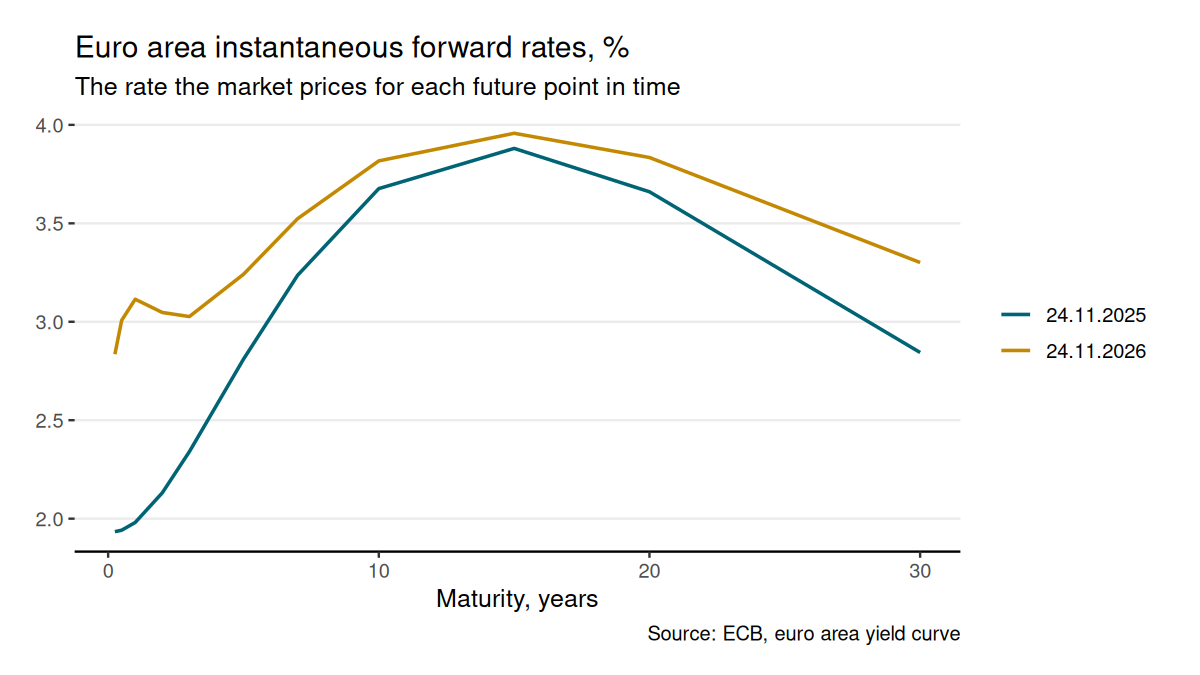 Euro area instantaneous forward rates, %
The rate the market prices for each future point in time
4.0
3.5
3.0
2.5
2.0
0 10 20 30
Maturity, years
24.11.2025
24.11.2026
Source: ECB, euro area yield curve